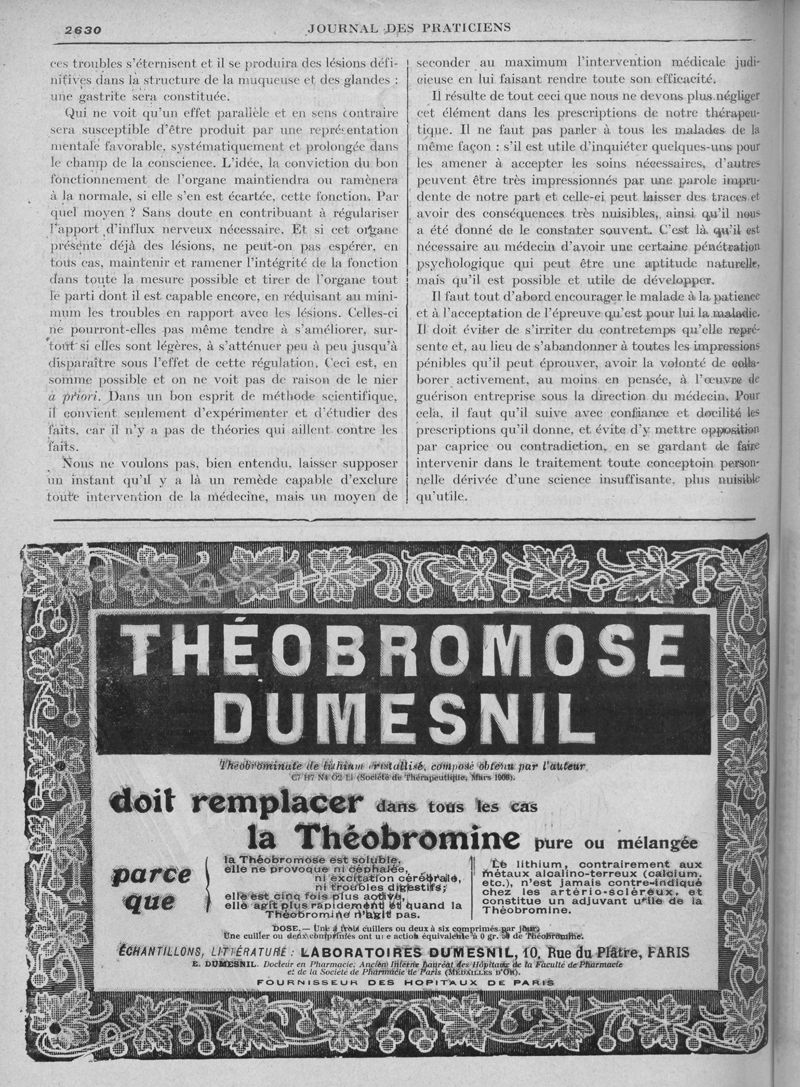 2630
JOURNAL DES PRATICIENS
ces troubles s'éternisent et il se produira des lésions défi-
nitives dans la structure de la muqueuse et des glandes :
une gastrite sera constituée.
Qui ne voit qu'un effet parallèle et en sens contraire
sera susceptible d'être produit par une représentation
mentale favorable, systématiquement et prolongée dans
le champ de la conscience. L'idée, la conviction du bon
fonctionnement de l'organe maintiendra ou ramènera
à la normale, si elle s'en est écartée, cette fonction. Par
quel moyen ? Sans doute en contribuant à régulariser
l'apport d'influx nerveux nécessaire. Et si cet organe
présente déjà des lésions, ne peut-on pas espérer, en
tous cas, maintenir et ramener l'intégrité de la fonction
dans toute la mesure possible et tirer de l'organe tout
le parti dont il est capable encore, en réduisant au mini-
mum les troubles en rapport avec les lésions. Celles-ci
ne pourront-elles pas même tendre à s'améliorer, sur-
tout si elles sont légères, à s'atténuer peu à peu jusqu'à
disparaître sous l'effet de cette régulation. Ceci est, en
somme possible et on ne voit pas de raison de le nier
à priori. Dans un bon esprit de méthode scientifique,
il convient seulement d'expérimenter et d'étudier des
faits, car il n'y a pas de théories qui aillent contre les
faits.
Nous ne voulons pas, bien entendu, laisser supposer
un instant qu'il y a là un remède capable d'exclure
toute intervention de la médecine, mais un moyen de
seconder au maximum l'intervention médicale judi-
cieuse en lui faisant rendre toute son efficacité.
Il résulte de tout ceci que nous ne devons plus négliger
cet élément dans les prescriptions de notre thérapeu-
tique. Il ne faut pas parler à tous les malades de la
même façon : s'il est utile d'inquiéter quelques-uns pour
les amener à accepter les soins nécessaires, d'autres
peuvent être très impressionnés par une parole impru-
dente de notre part et celle-ci peut laisser des traces et
avoir des conséquences très nuisibles, ainsi qu'il nous
a été donné de le constater souvent. C'est là qu'il est
nécessaire au médecin d'avoir une certaine pénétration
psychologique qui peut être une aptitude naturelle,
mais qu'il est possible et utile de développer.
Il faut tout d'abord encourager le malade à la patience
et à l'acceptation de l'épreuve qu'est pour lui la maladie.
Il doit éviter de s'irriter du contretemps qu'elle repré-
sente et, au lieu de s'abandonner à toutes les impressions
pénibles qu'il peut éprouver, avoir la volonté de colla-
borer activement, au moins en pensée, à l'œuvre de
guérison entreprise sous la direction du médecin. Pour
cela, il faut qu'il suive avec confiance et docilité les
prescriptions qu'il donne, et évite d'y mettre opposition
par caprice ou contradiction, en se gardant de faire
intervenir dans le traitement toute conceptoin person-
nelle dérivée d'une science insuffisante, plus nuisible
qu'utile.
THÉOBROMOSE
DUMESNIL
Théobrominate de lithium cristallisé, composé obtenu par l'auteur
C7 H7 N4 O2 Li (Société de Thérapeutique, Mars 1906).
doit remplacer dans tous les cas
la Théobromine pure ou mélangée
parce
que
la Théobromose est soluble,
elle ne provoque ni céphalée,
ni excitation cérébrale,
ni troubles digestifs;
elle est cinq fois plus active,
elle agit plus rapidement et quand la
Théobromine n'agit pas.
Le lithium, contrairement aux
métaux alcalino-terreux (calcium,
etc.), n'est jamais contre-indiqué
chez les artério-scléreux, et
constitue un adjuvant utile de la
Théobromine.
DOSE. — Une à trois cuillers ou deux à six comprimés par jour.
Une cuiller ou deux comprimés ont une action équivalente à 0 gr. de Théobromine.
ÉCHANTILLONS, LITTÉRATURE : LABORATOIRES DUMESNIL, 10, Rue du Plâtre, PARIS
E. DUMESNIL. Docteur en Pharmacie; Ancien Interne lauréat des Hôpitaux de la Faculté de Pharmacie
et de la Société de Pharmacie de Paris (MÉDAILLES D'OR).
FOURNISSEUR DES HOPITAUX DE PARIS